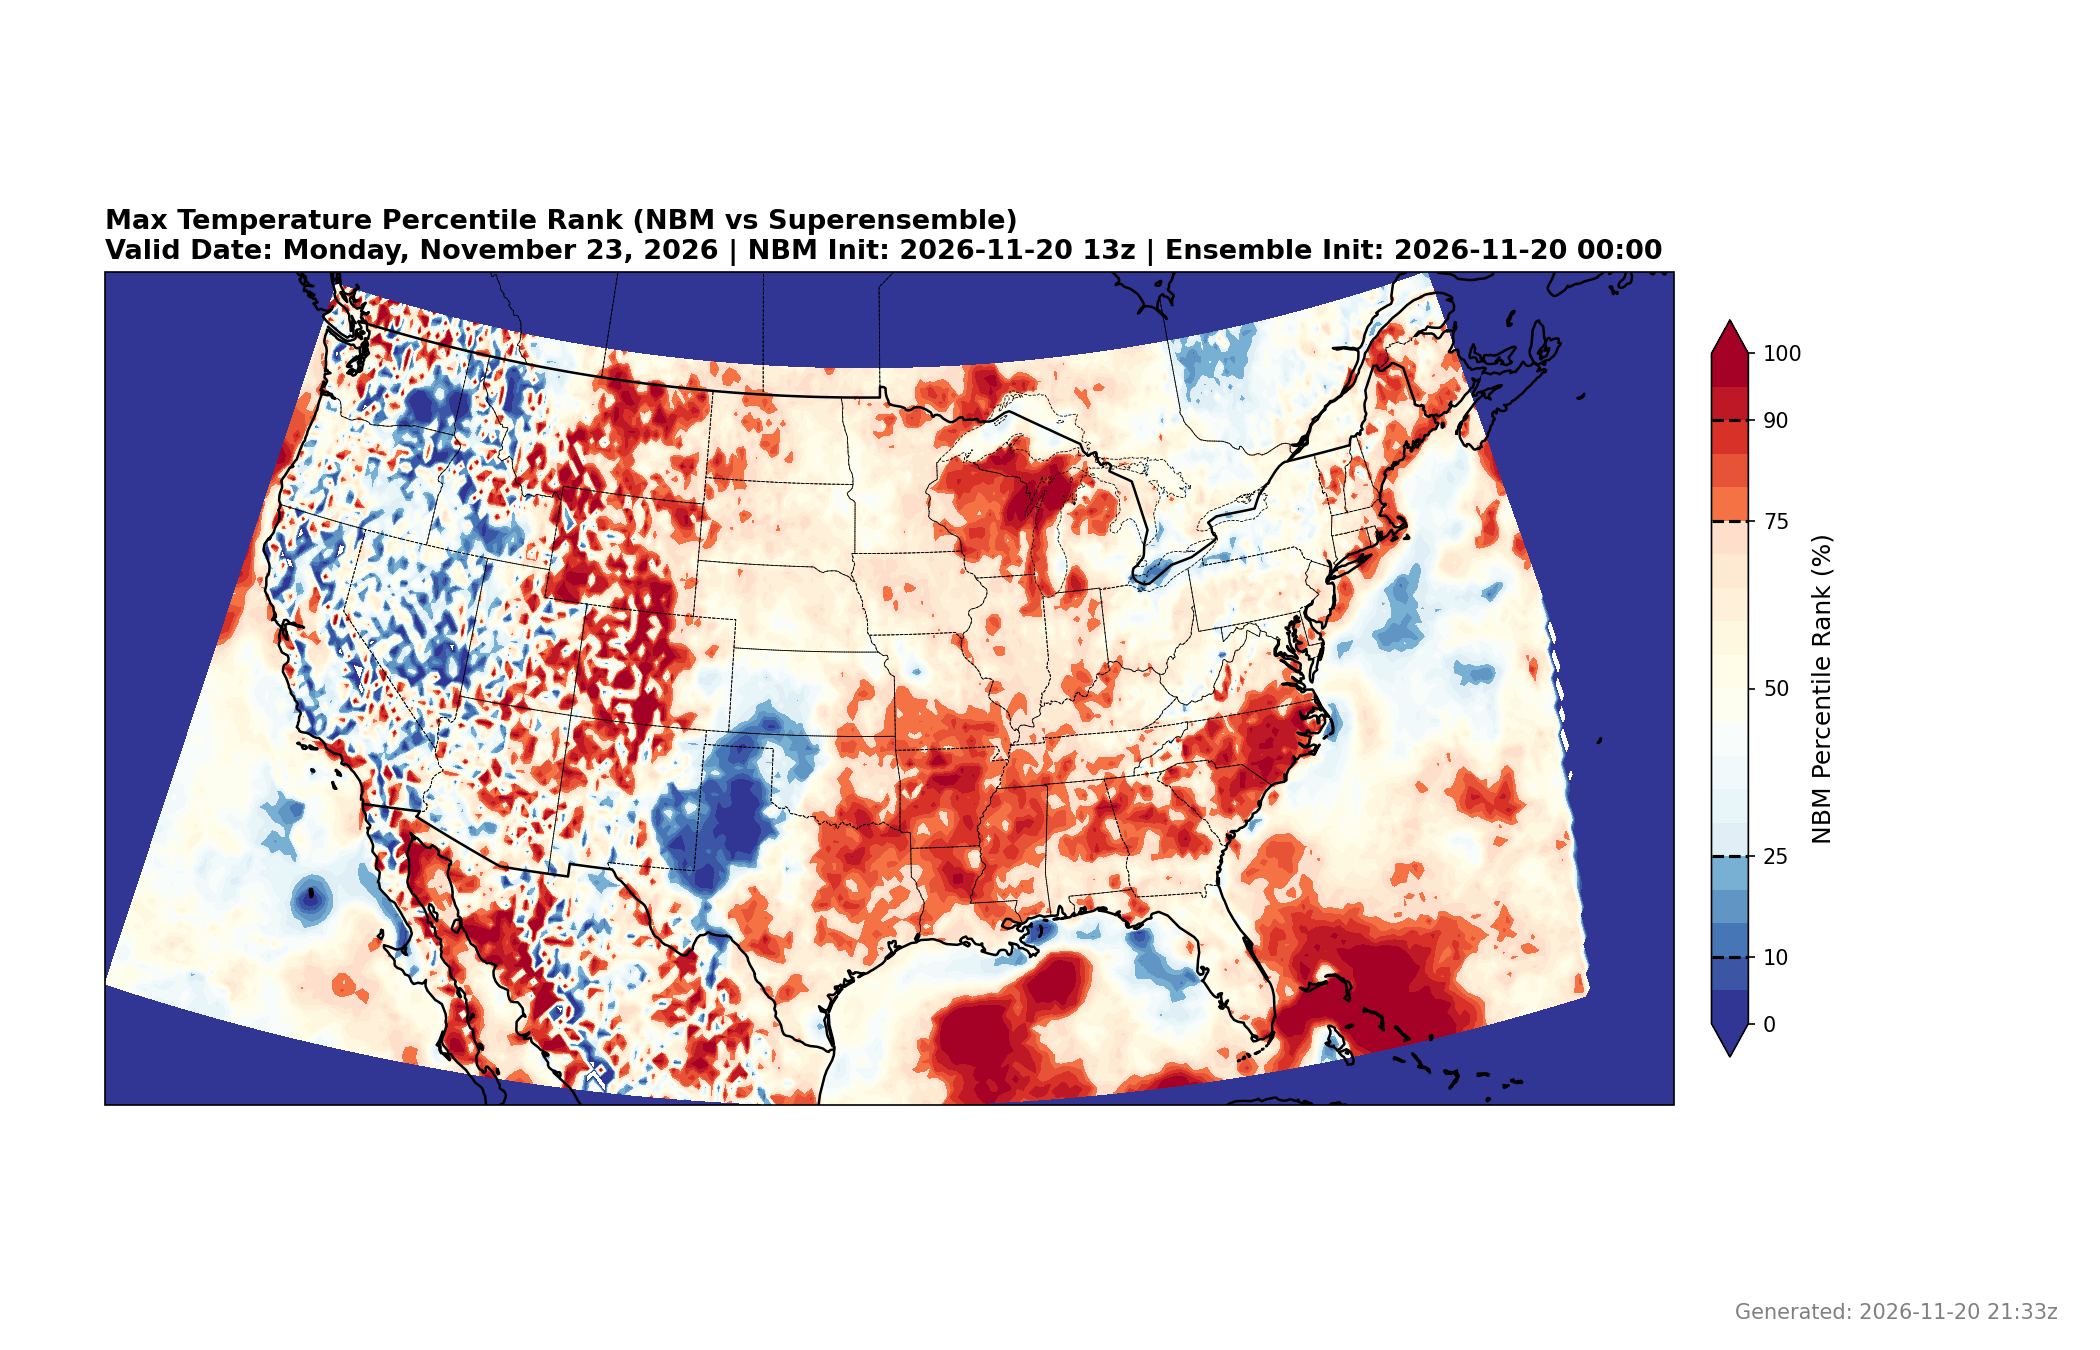 Max Temperature Percentile Rank (NBM vs Superensemble)
Valid Date: Monday, November 23, 2026 | NBM Init: 2026-11-20 13z | Ensemble Init: 2026-11-20 00:00
100
90
75
50
25
10
0
NBM Percentile Rank (%)
Generated: 2026-11-20 21:33z